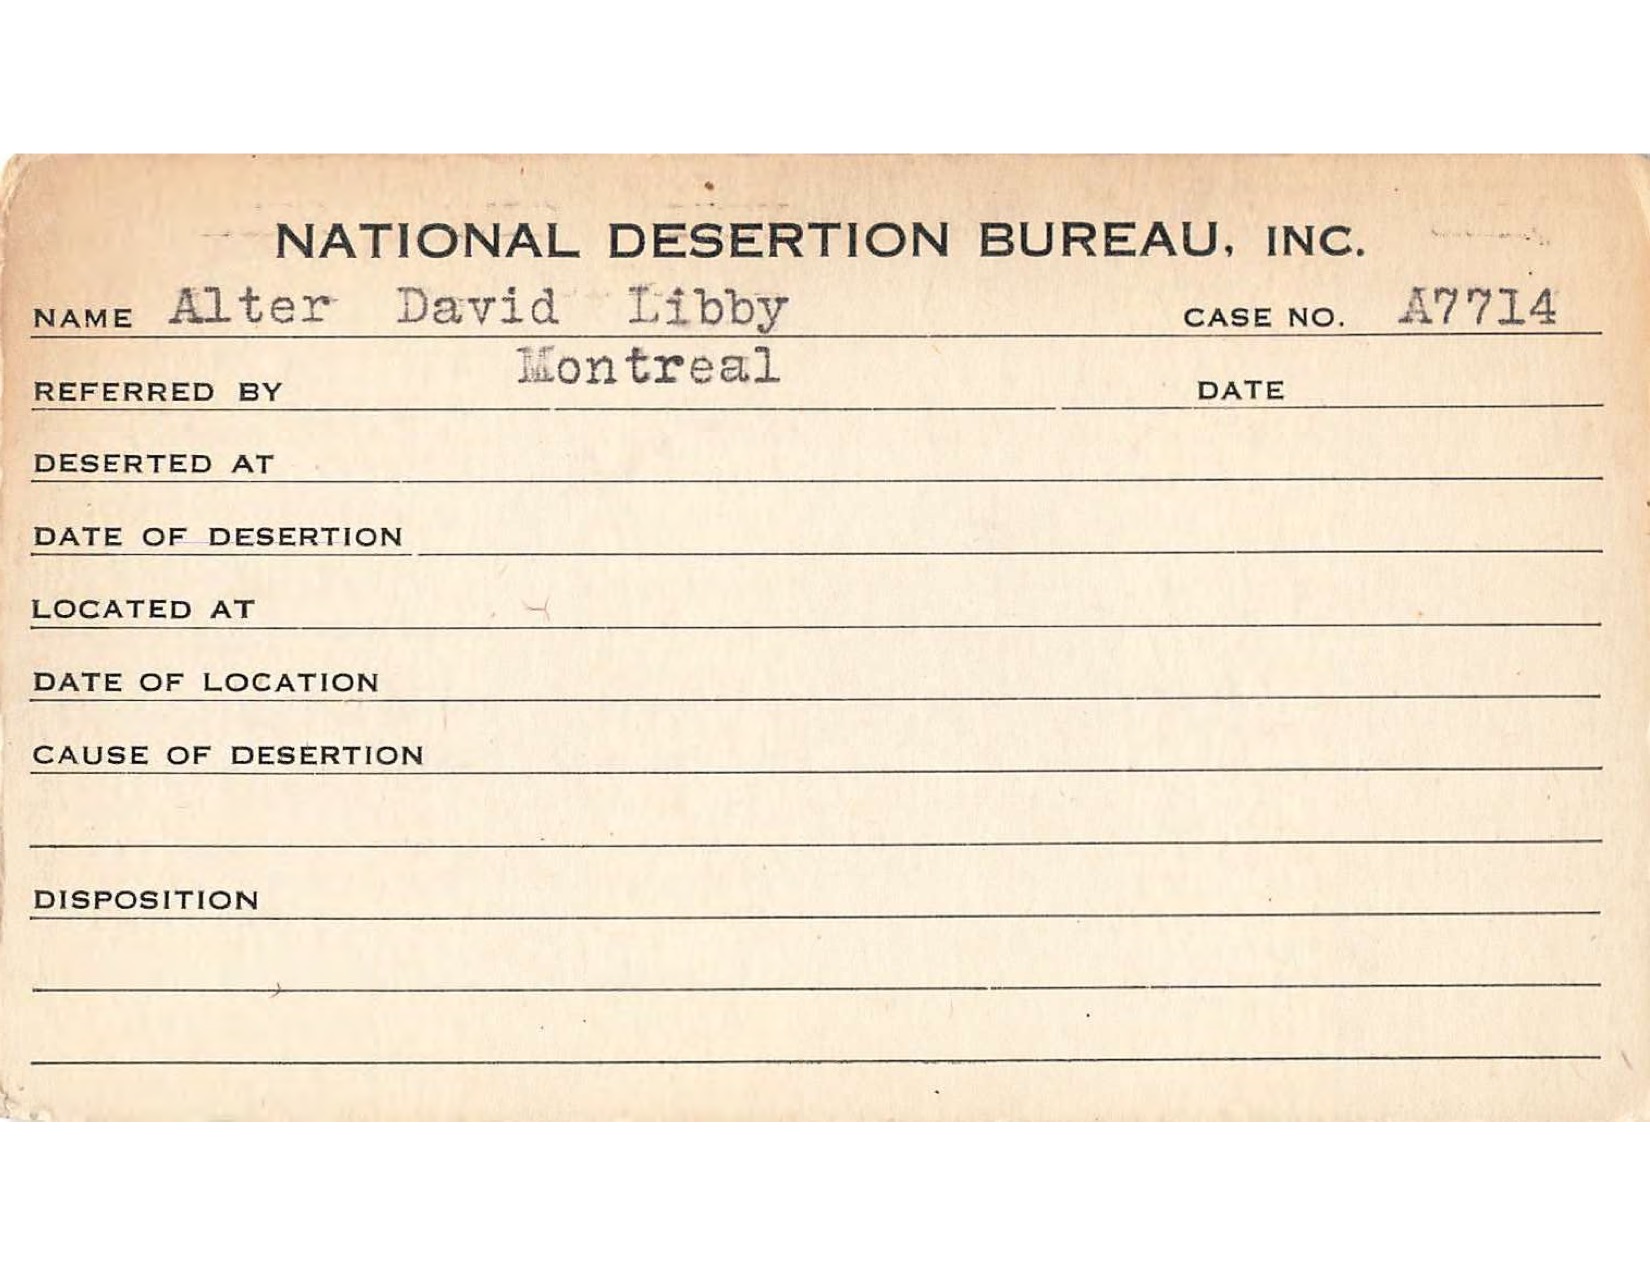 NATIONAL DESERTION BUREAU, INC.
NAME Alter David Libby CASE NO. A7714
Montreal
REFERRED BY DATE
DESERTED AT
DATE OF DESERTION
LOCATED AT
DATE OF LOCATION
CAUSE OF DESERTION
DISPOSITION